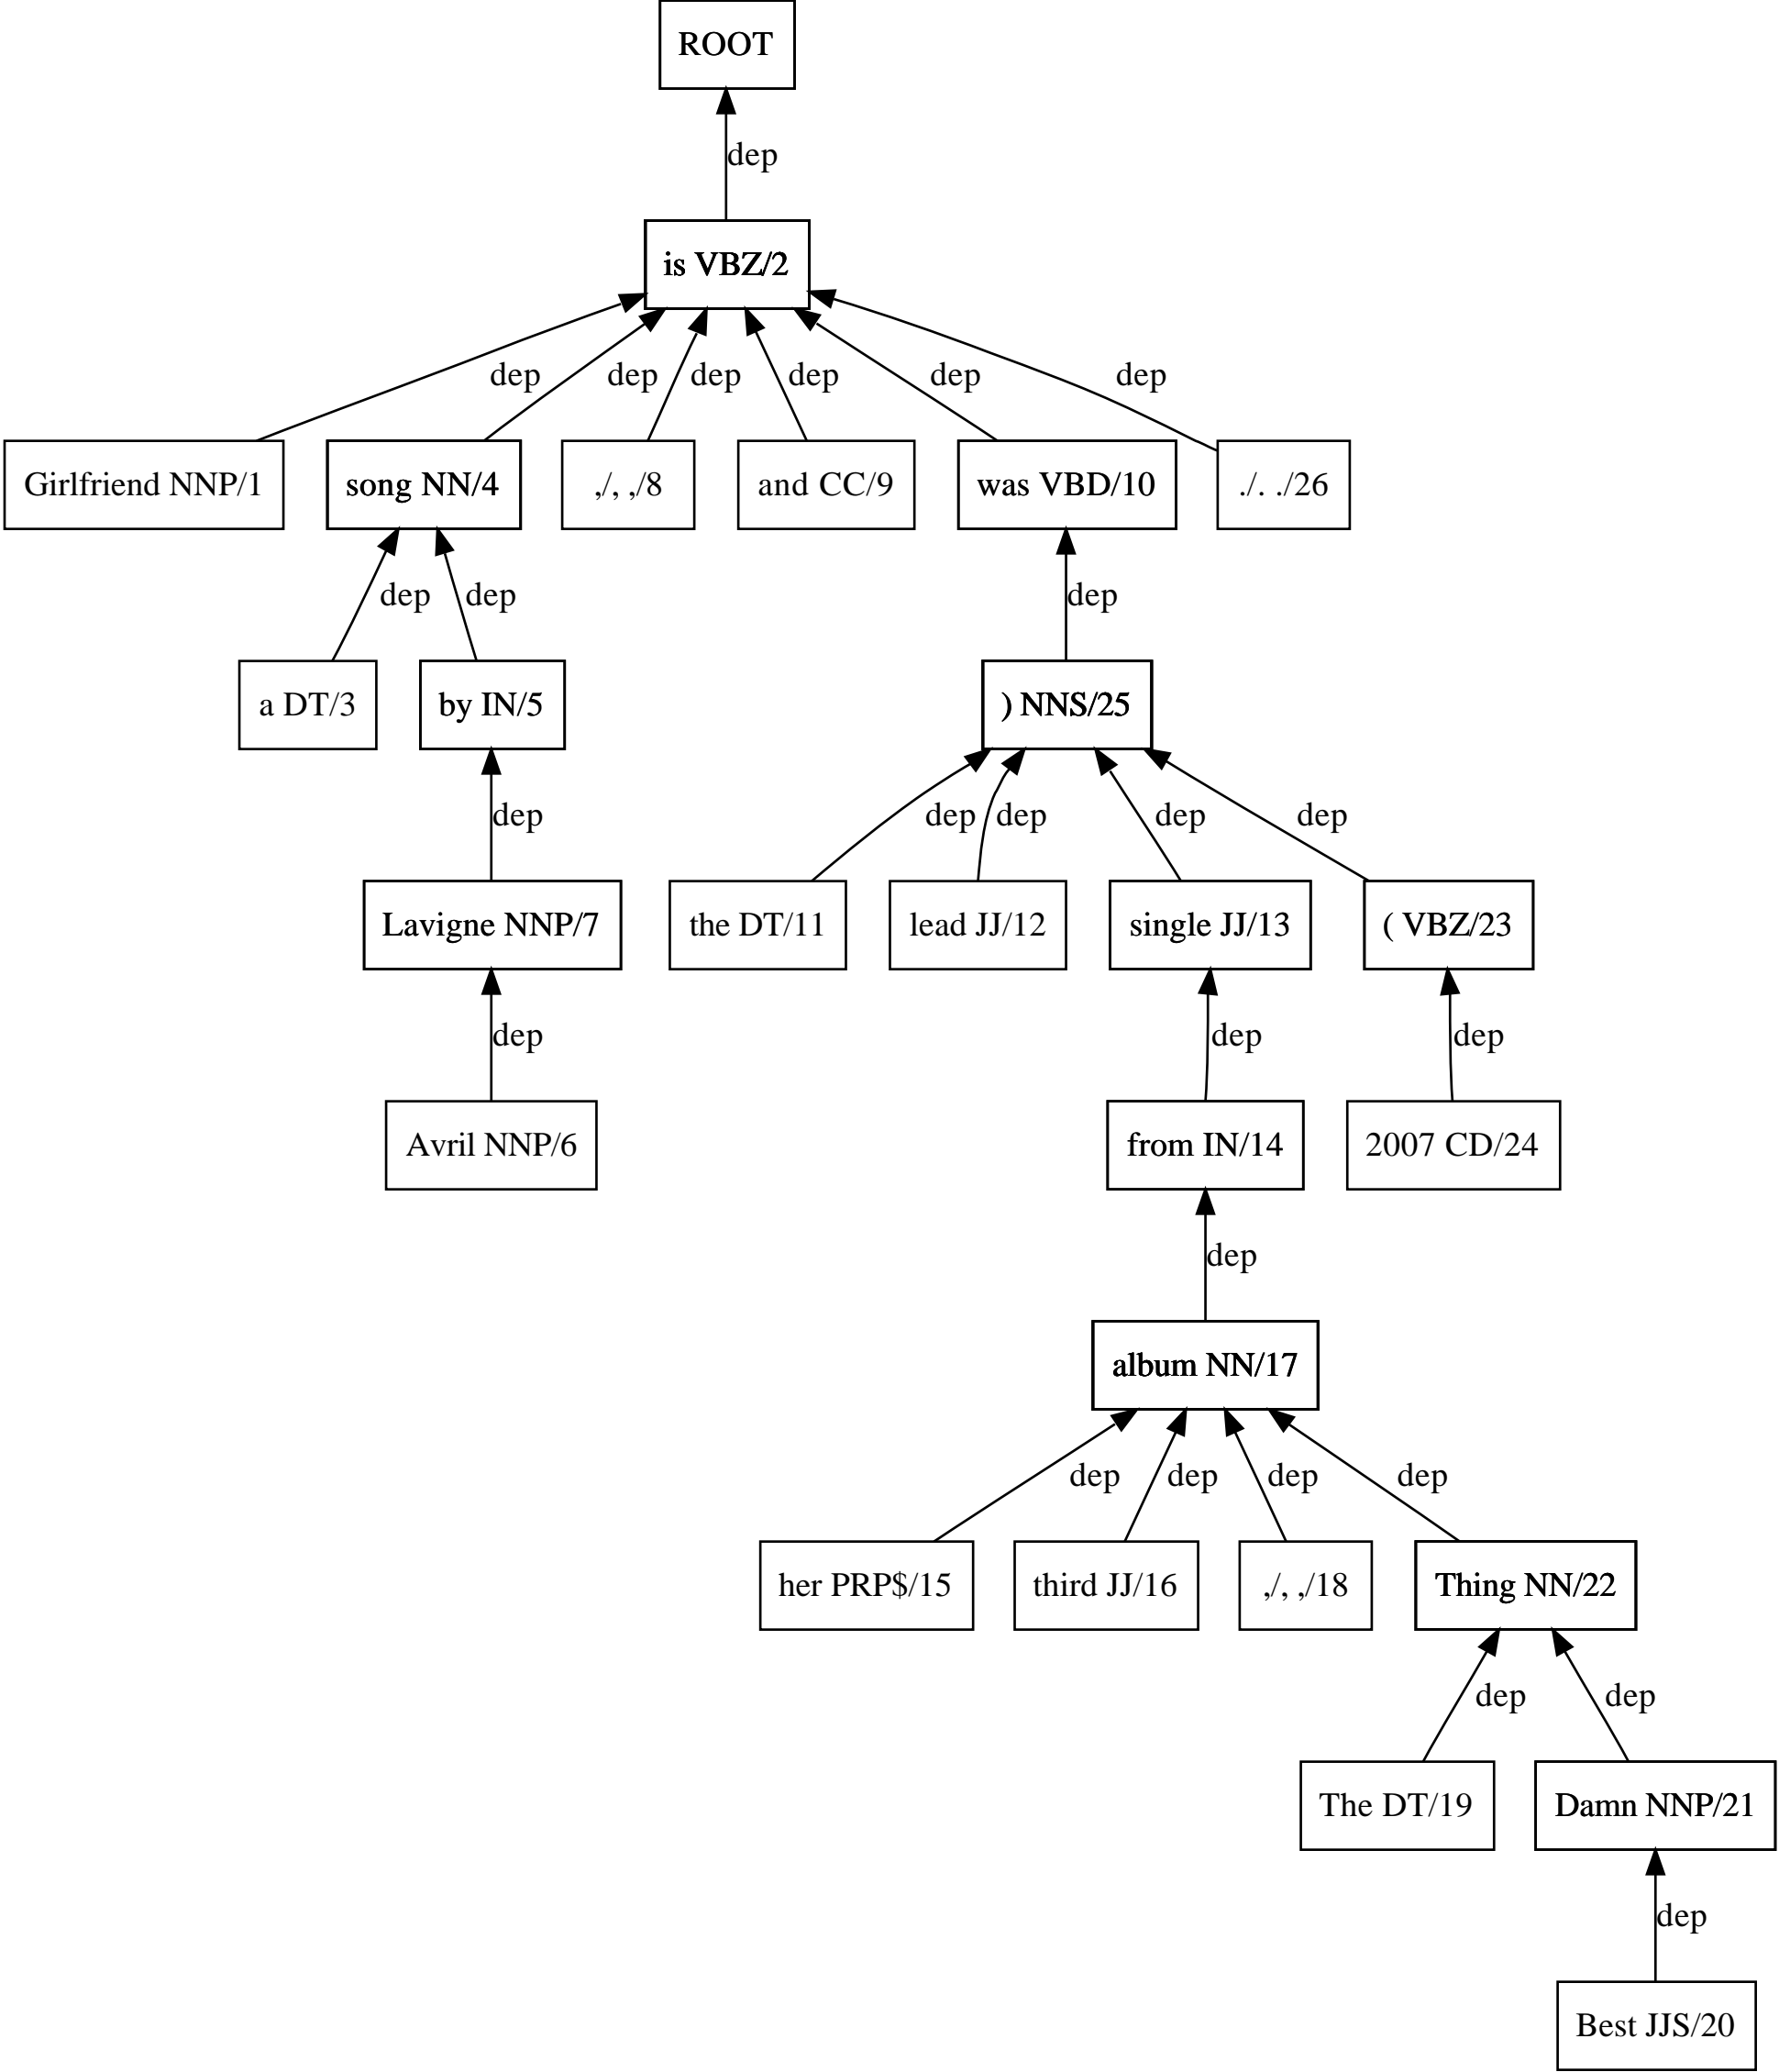 ROOT
dep
is VBZ/2
dep dep dep dep dep dep
Girlfriend NNP/1 song NN/4 ,/, ,/8 and CC/9 was VBD/10 ./. ./26
dep dep dep
a DT/3 by IN/5 ) NNS/25
dep dep dep dep dep
Lavigne NNP/7 the DT/11 lead JJ/12 single JJ/13 ( VBZ/23
dep dep dep
Avril NNP/6 from IN/14 2007 CD/24
dep
album NN/17
dep dep dep dep
her PRP$/15 third JJ/16 ,/, ,/18 Thing NN/22
dep dep
The DT/19 Damn NNP/21
dep
Best JJS/20